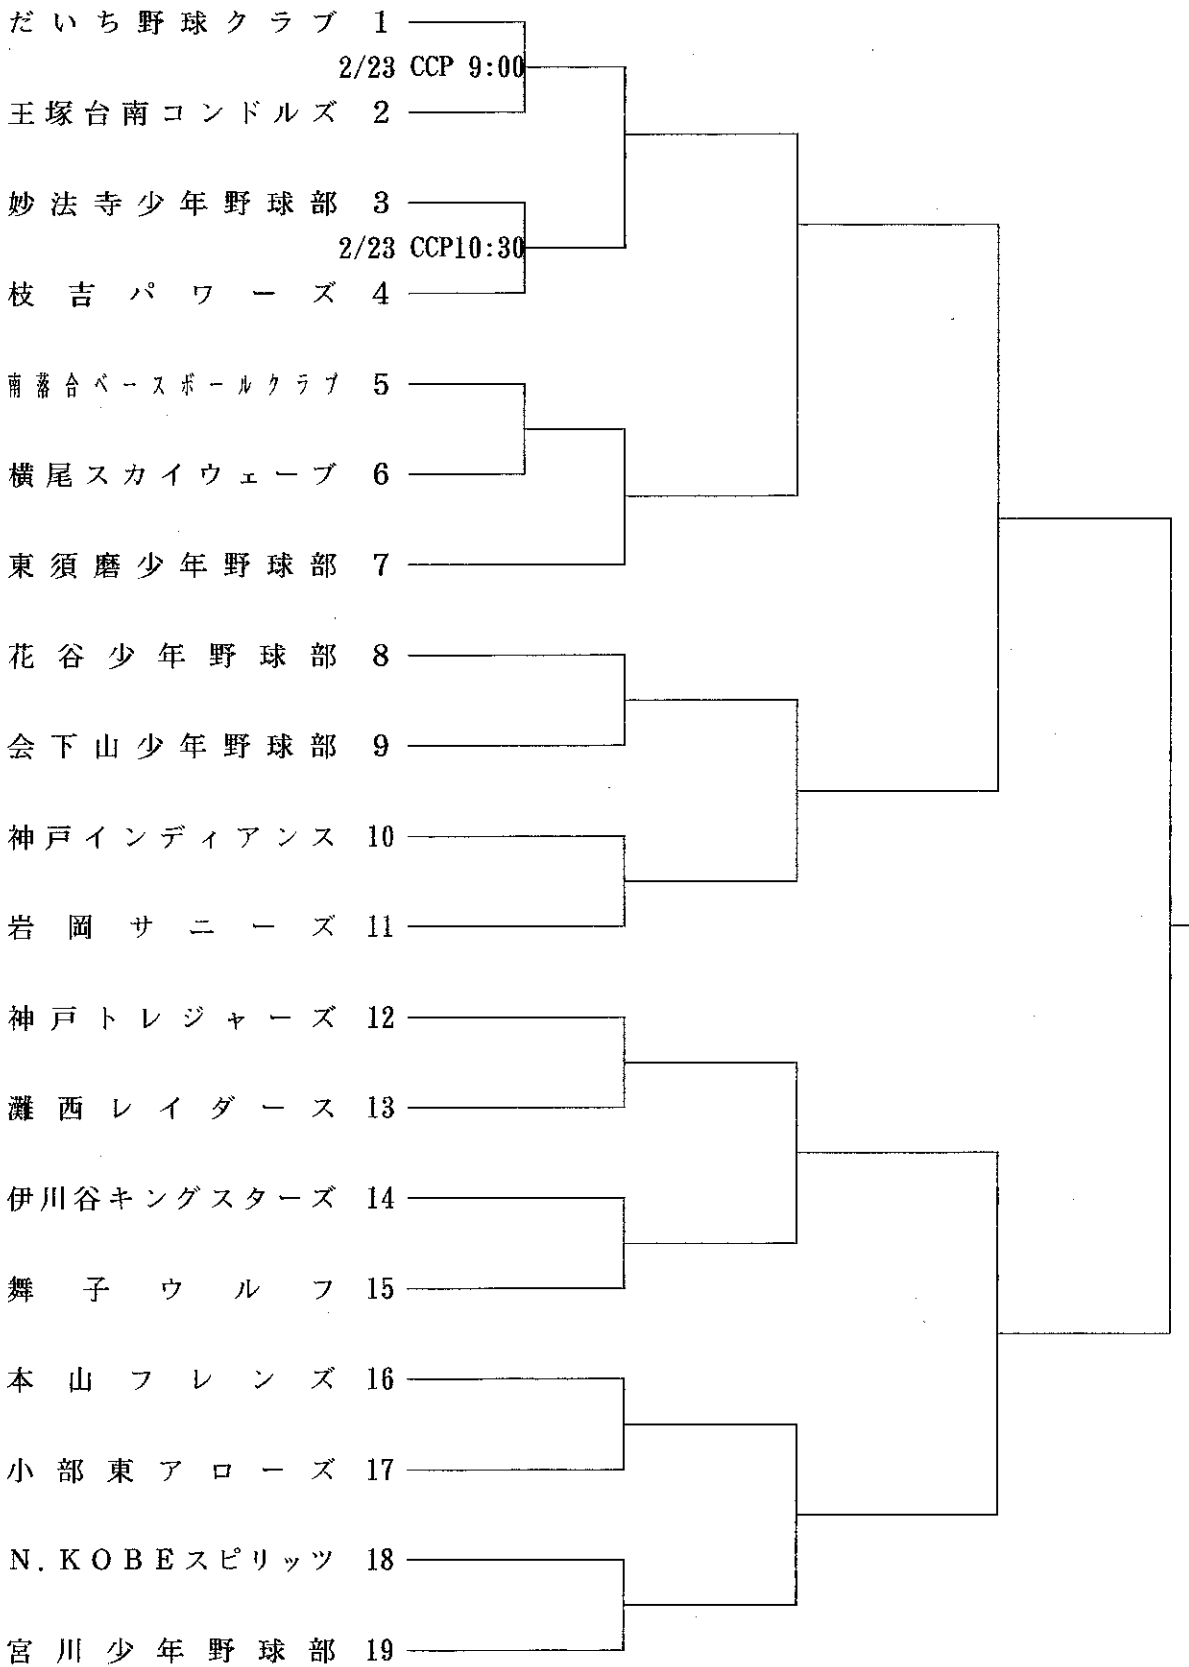 だいち野球クラブ 1
2/23 CCP 9:00
王塚台南コンドルズ 2
妙法寺少年野球部 3
2/23 CCP10:30
枝吉パワーズ 4
南落合ベースボールクラブ 5
横尾スカイウェーブ 6
東須磨少年野球部 7
花谷少年野球部 8
会下山少年野球部 9
神戸インディアンス 10
岩岡サニーズ 11
神戸トレジャーズ 12
灘西レイダース 13
伊川谷キングスターズ 14
舞子ウルフ 15
本山フレンズ 16
小部東アローズ 17
N.KOBEスピリッツ 18
宮川少年野球部 19